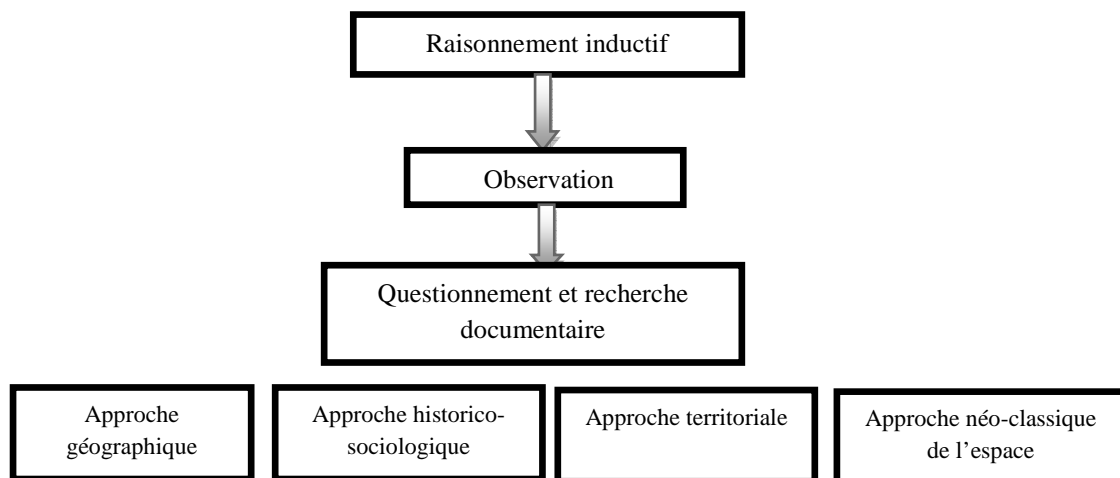 Raisonnement inductif
Observation
Questionnement et recherche
documentaire
Approche
géographique
Approche historico-
sociologique
Approche territoriale
Approche néo-classique
de l’espace